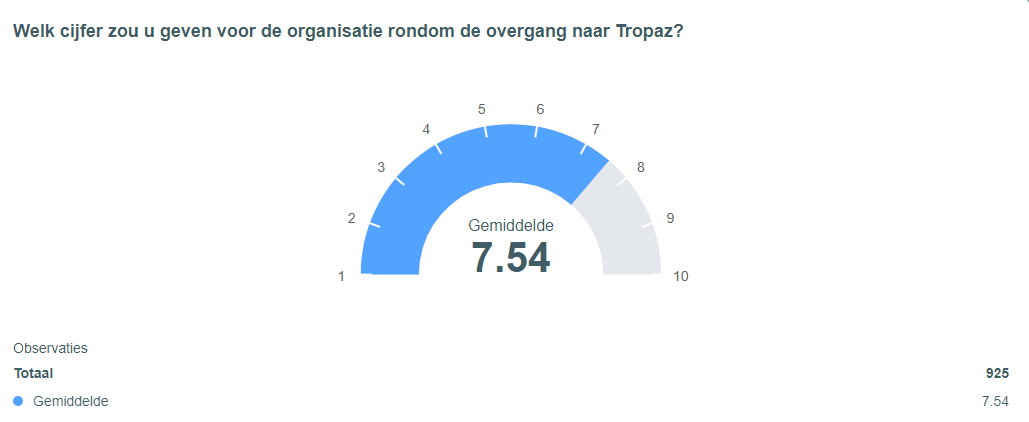 Welk cijfer zou u geven voor de organisatie rondom de overgang naar Tropaz?
5 6
4 7
3 8
2 9
Gemiddelde
7.54
1 10
Observaties
Totaal 925
Gemiddelde 7.54